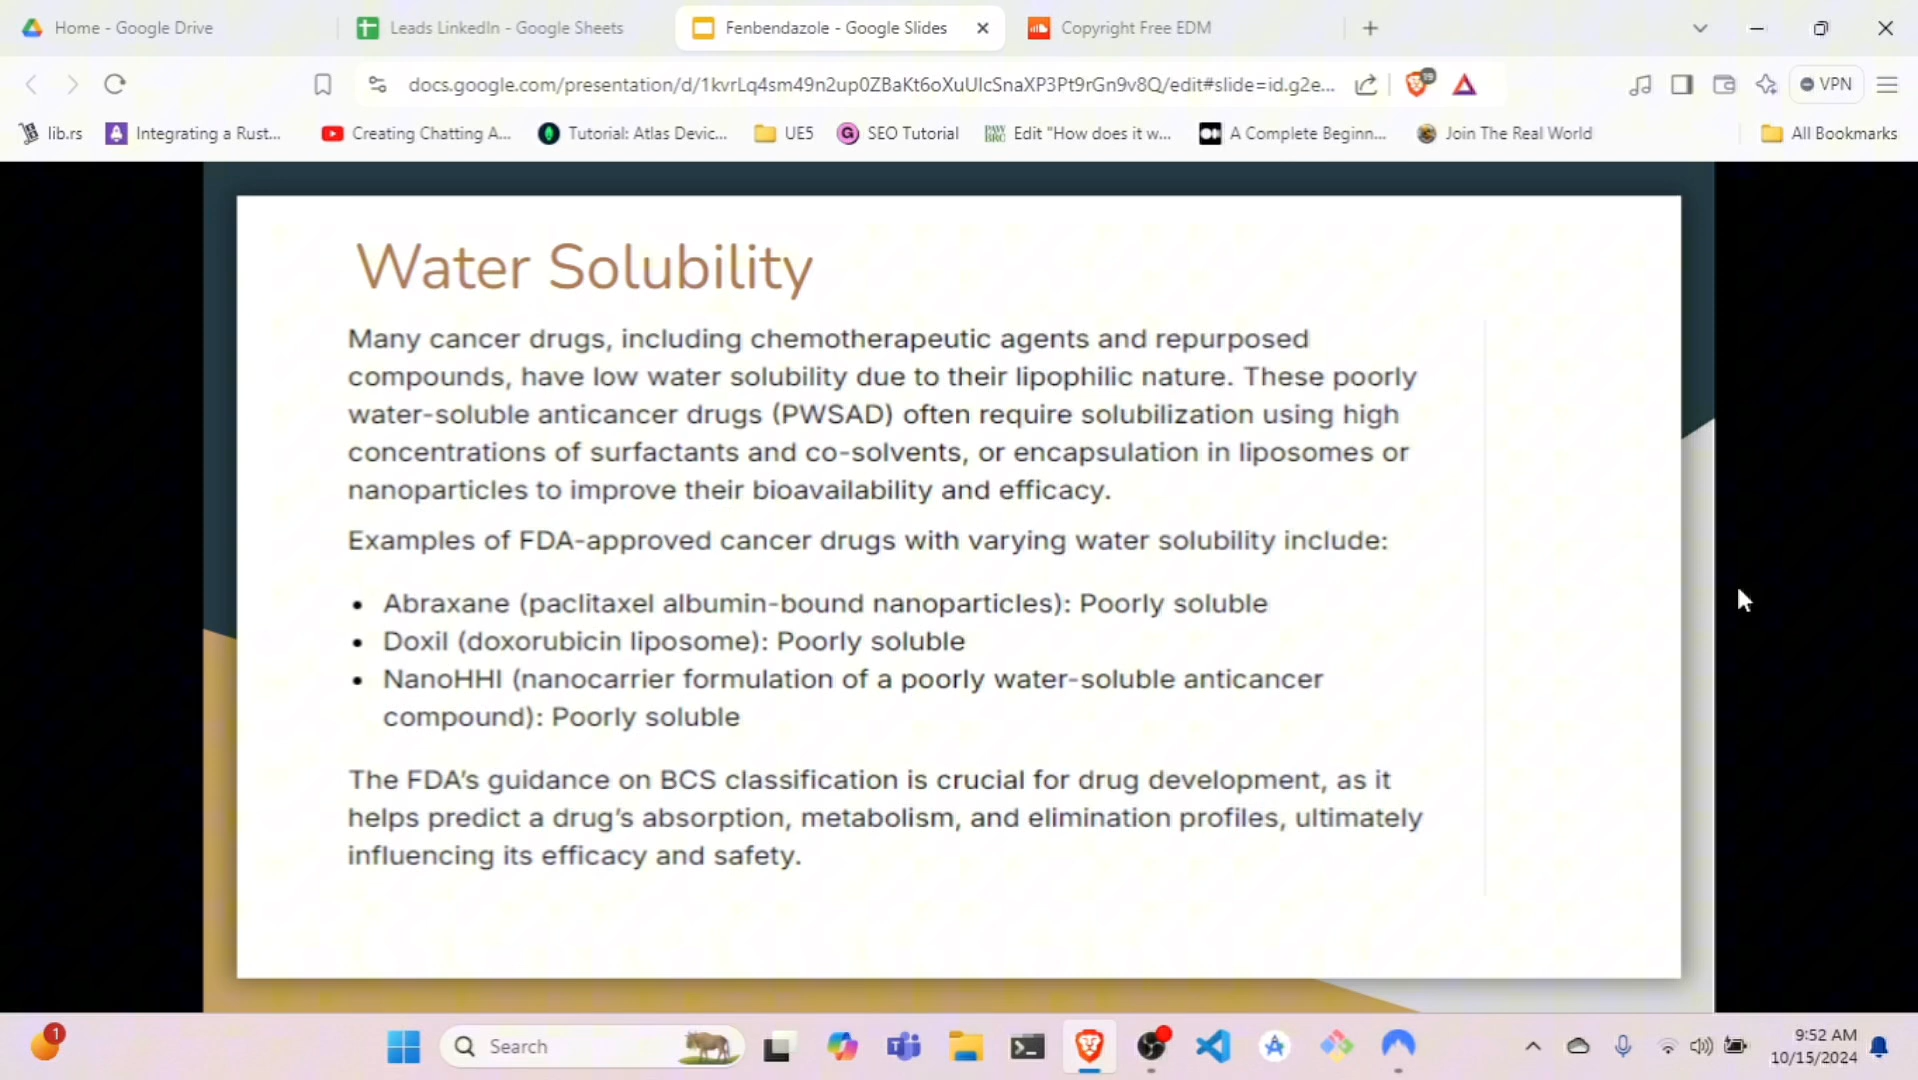 Home - Google Drive
Leads LinkedIn - Google Sheets
Fenbendazole - Google Slides
Copyright Free EDM
docs.google.com/presentation/d/1kvrLq4sm49n2up0ZBaKt6oXuUIcSnaXP3Pt9rGn9v8Q/edit#slide=id.g2e...
19
VPN
lib.rs
Integrating a Rust...
Creating Chatting A...
Tutorial: Atlas Devic...
UE5
SEO Tutorial
Edit "How does it w...
A Complete Beginn...
Join The Real World
All Bookmarks
Water Solubility
Many cancer drugs, including chemotherapeutic agents and repurposed
compounds, have low water solubility due to their lipophilic nature. These poorly
water-soluble anticancer drugs (PWSAD) often require solubilization using high
concentrations of surfactants and co-solvents, or encapsulation in liposomes or
nanoparticles to improve their bioavailability and efficacy.
Examples of FDA-approved cancer drugs with varying water solubility include:
• Abraxane (paclitaxel albumin-bound nanoparticles): Poorly soluble
• Doxil (doxorubicin liposome): Poorly soluble
• NanoHHI (nanocarrier formulation of a poorly water-soluble anticancer
compound): Poorly soluble
The FDA's guidance on BCS classification is crucial for drug development, as it
helps predict a drug's absorption, metabolism, and elimination profiles, ultimately
influencing its efficacy and safety.
1
Search
9:52 AM
10/15/2024